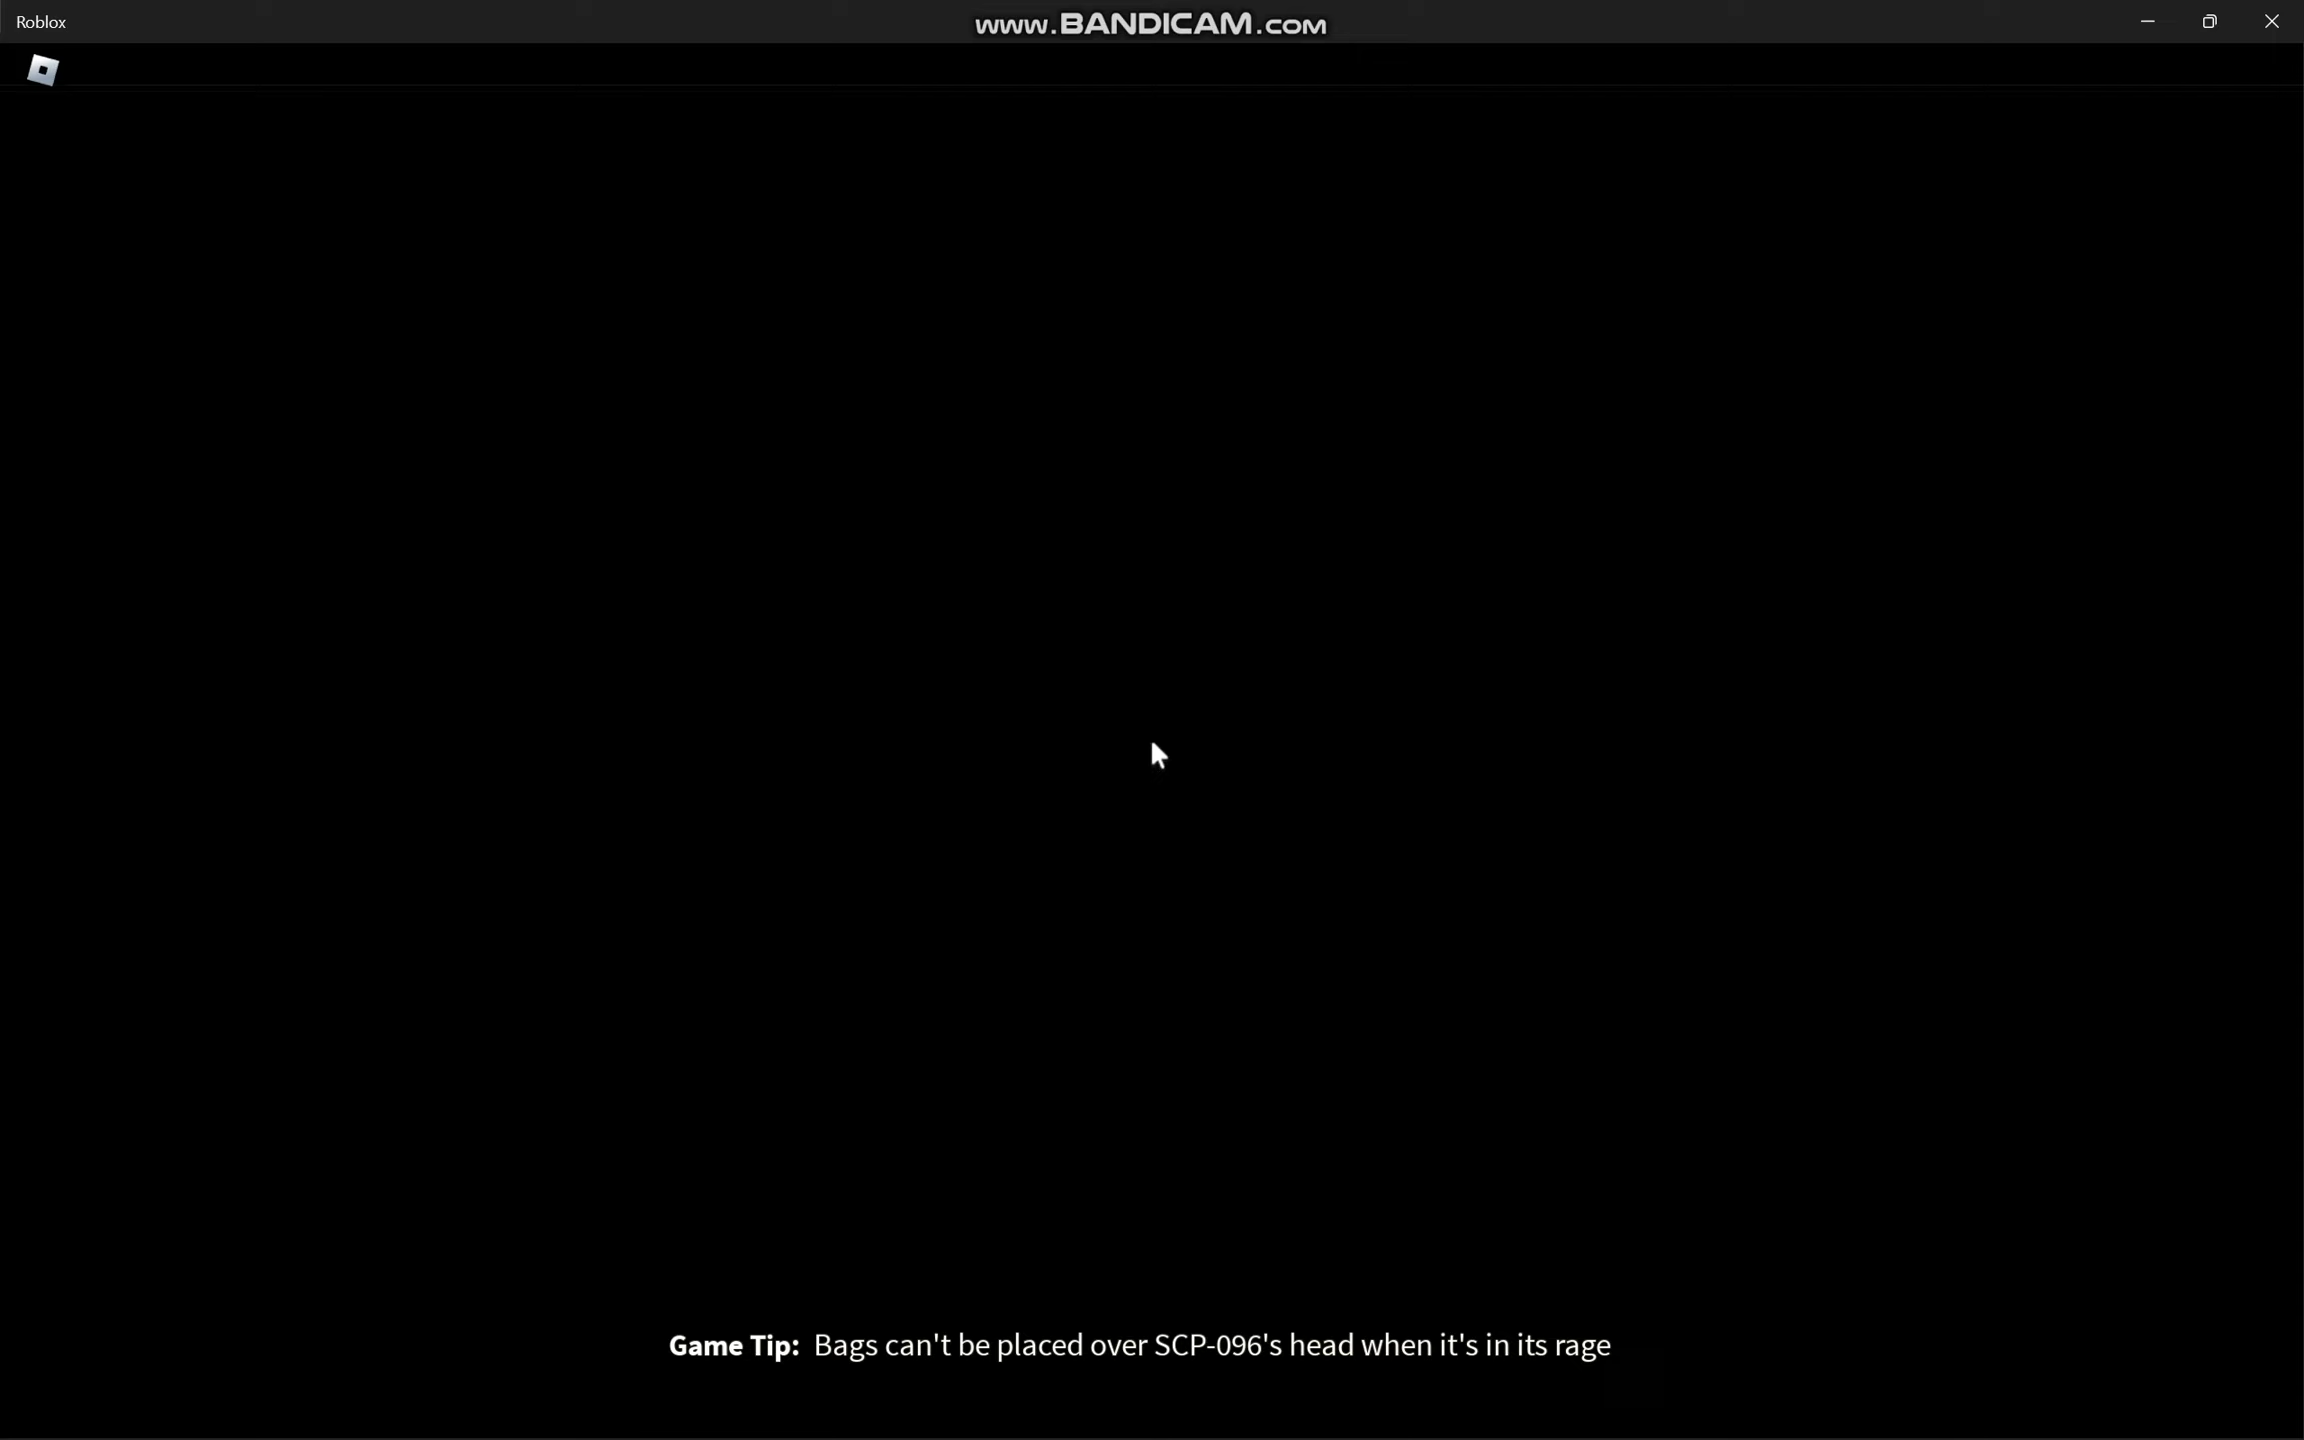 Roblox
www.BANDICAM.com
Game Tip: Bags can't be placed over SCP-096's head when it's in its rage